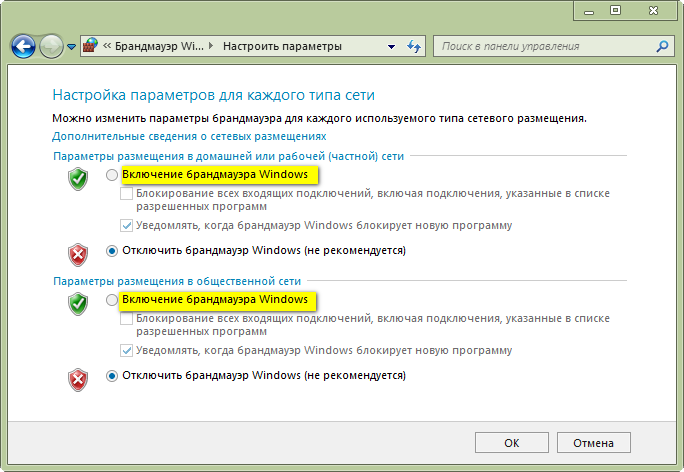 « Брандмауэр Wi... ▸ Настроить параметры
Поиск в панели управления
Настройка параметров для каждого типа сети
Можно изменить параметры брандмауэра для каждого используемого типа сетевого размещения.
Дополнительные сведения о сетевых размещениях
Параметры размещения в домашней или рабочей (частной) сети
Включение брандмауэра Windows
Блокирование всех входящих подключений, включая подключения, указанные в списке
разрешенных программ
Уведомлять, когда брандмауэр Windows блокирует новую программу
Отключить брандмауэр Windows (не рекомендуется)
Параметры размещения в общественной сети
Включение брандмауэра Windows
Блокирование всех входящих подключений, включая подключения, указанные в списке
разрешенных программ
Уведомлять, когда брандмауэр Windows блокирует новую программу
Отключить брандмауэр Windows (не рекомендуется)
ОК
Отмена